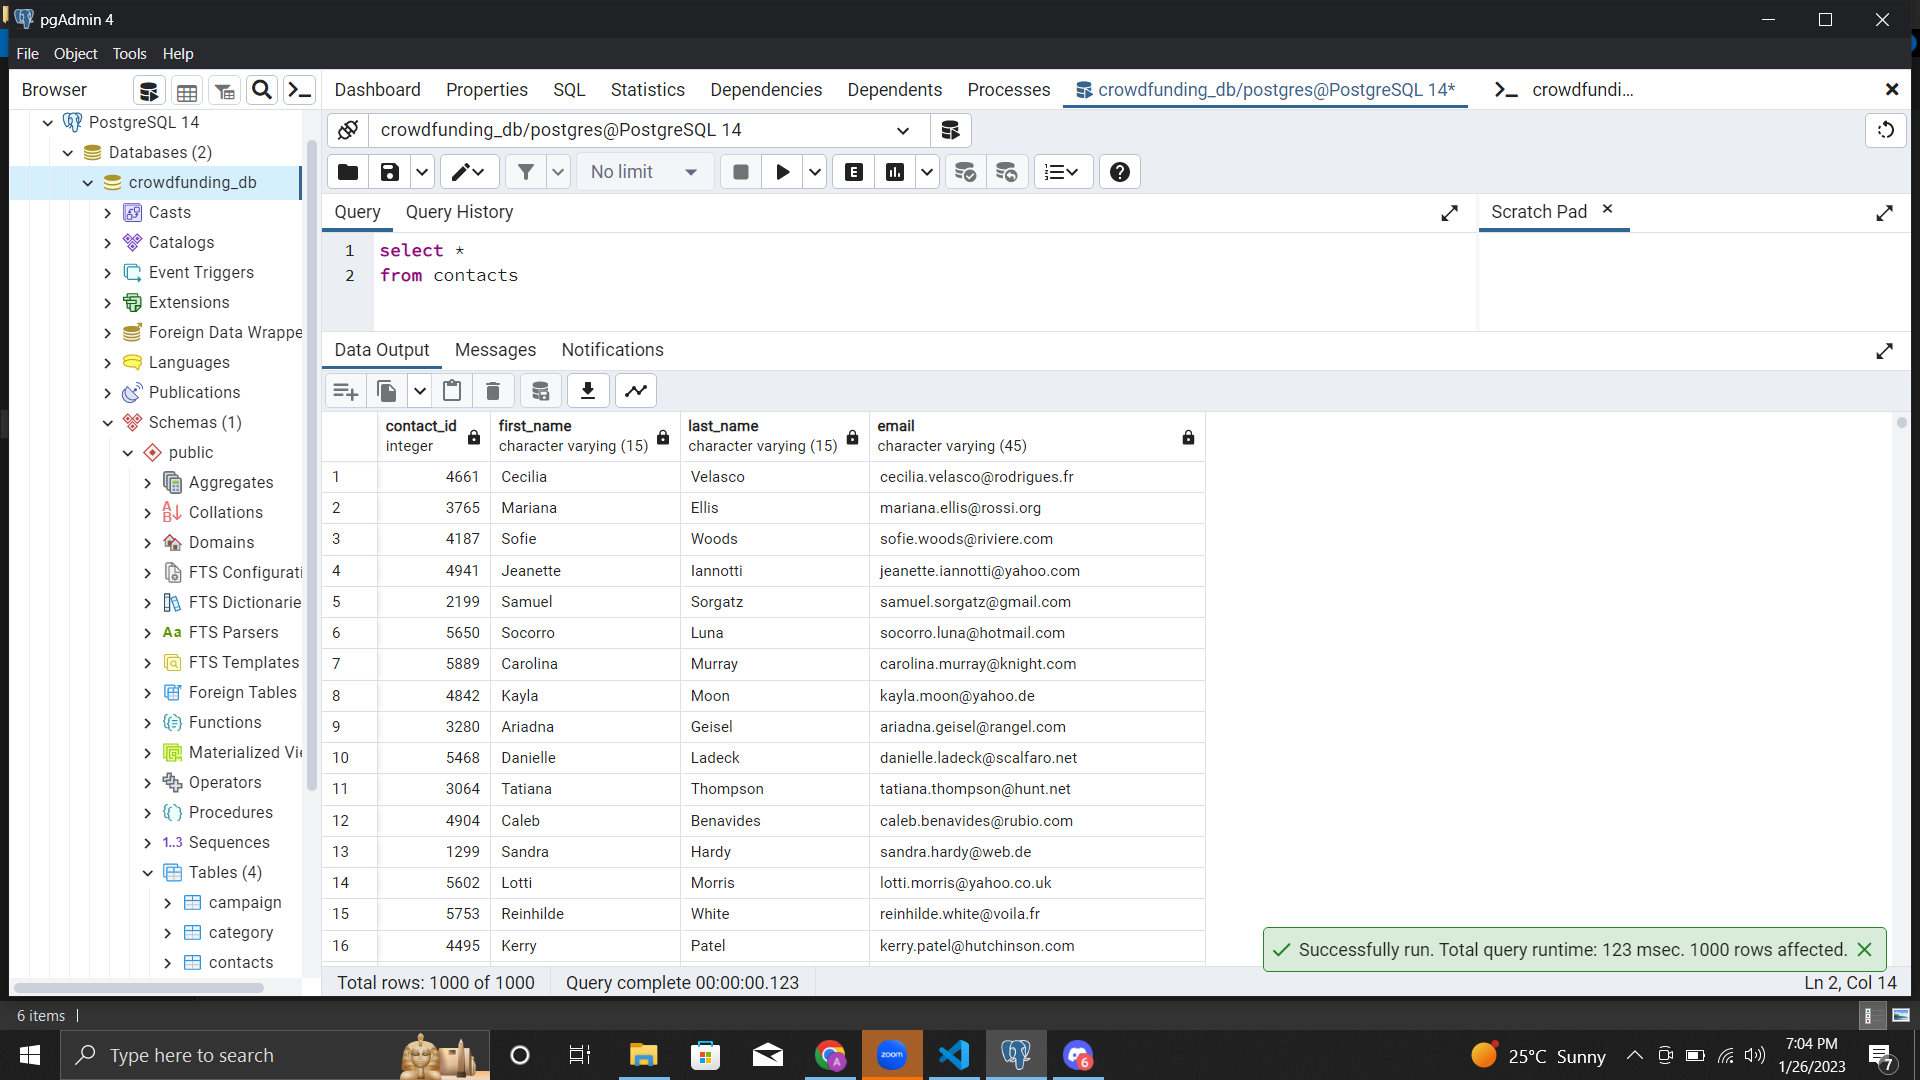 pgAdmin 4
File Object Tools Help
Browser
Dashboard Properties SQL Statistics Dependencies Dependents Processes crowdfunding_db/postgres@PostgreSQL 14* crowdfundi...
PostgreSQL 14
Databases (2)
crowdfunding_db
Casts
Catalogs
Event Triggers
Extensions
Foreign Data Wrappe
Languages
Publications
Schemas (1)
public
Aggregates
Collations
Domains
FTS Configurati
FTS Dictionarie
Aa FTS Parsers
FTS Templates
Foreign Tables
Functions
Materialized Vie
Operators
Procedures
1..3 Sequences
Tables (4)
campaign
category
contacts
crowdfunding_db/postgres@PostgreSQL 14
No limit
E
Query Query History
Scratch Pad
1 select *
2 from contacts
Data Output Messages Notifications
contact_id first_name last_name email
integer character varying (15) character varying (15) character varying (45)
1 4661 Cecilia Velasco cecilia.velasco@rodrigues.fr
2 3765 Mariana Ellis mariana.ellis@rossi.org
3 4187 Sofie Woods sofie.woods@riviere.com
4 4941 Jeanette Iannotti jeanette.iannotti@yahoo.com
5 2199 Samuel Sorgatz samuel.sorgatz@gmail.com
6 5650 Socorro Luna socorro.luna@hotmail.com
7 5889 Carolina Murray carolina.murray@knight.com
8 4842 Kayla Moon kayla.moon@yahoo.de
9 3280 Ariadna Geisel ariadna.geisel@rangel.com
10 5468 Danielle Ladeck danielle.ladeck@scalfaro.net
11 3064 Tatiana Thompson tatiana.thompson@hunt.net
12 4904 Caleb Benavides caleb.benavides@rubio.com
13 1299 Sandra Hardy sandra.hardy@web.de
14 5602 Lotti Morris lotti.morris@yahoo.co.uk
15 5753 Reinhilde White reinhilde.white@voila.fr
16 4495 Kerry Patel kerry.patel@hutchinson.com
Successfully run. Total query runtime: 123 msec. 1000 rows affected.
Total rows: 1000 of 1000 Query complete 00:00:00.123 Ln 2, Col 14
6 items
Type here to search
A
zoom
6
25°C Sunny
7:04 PM
1/26/2023
7